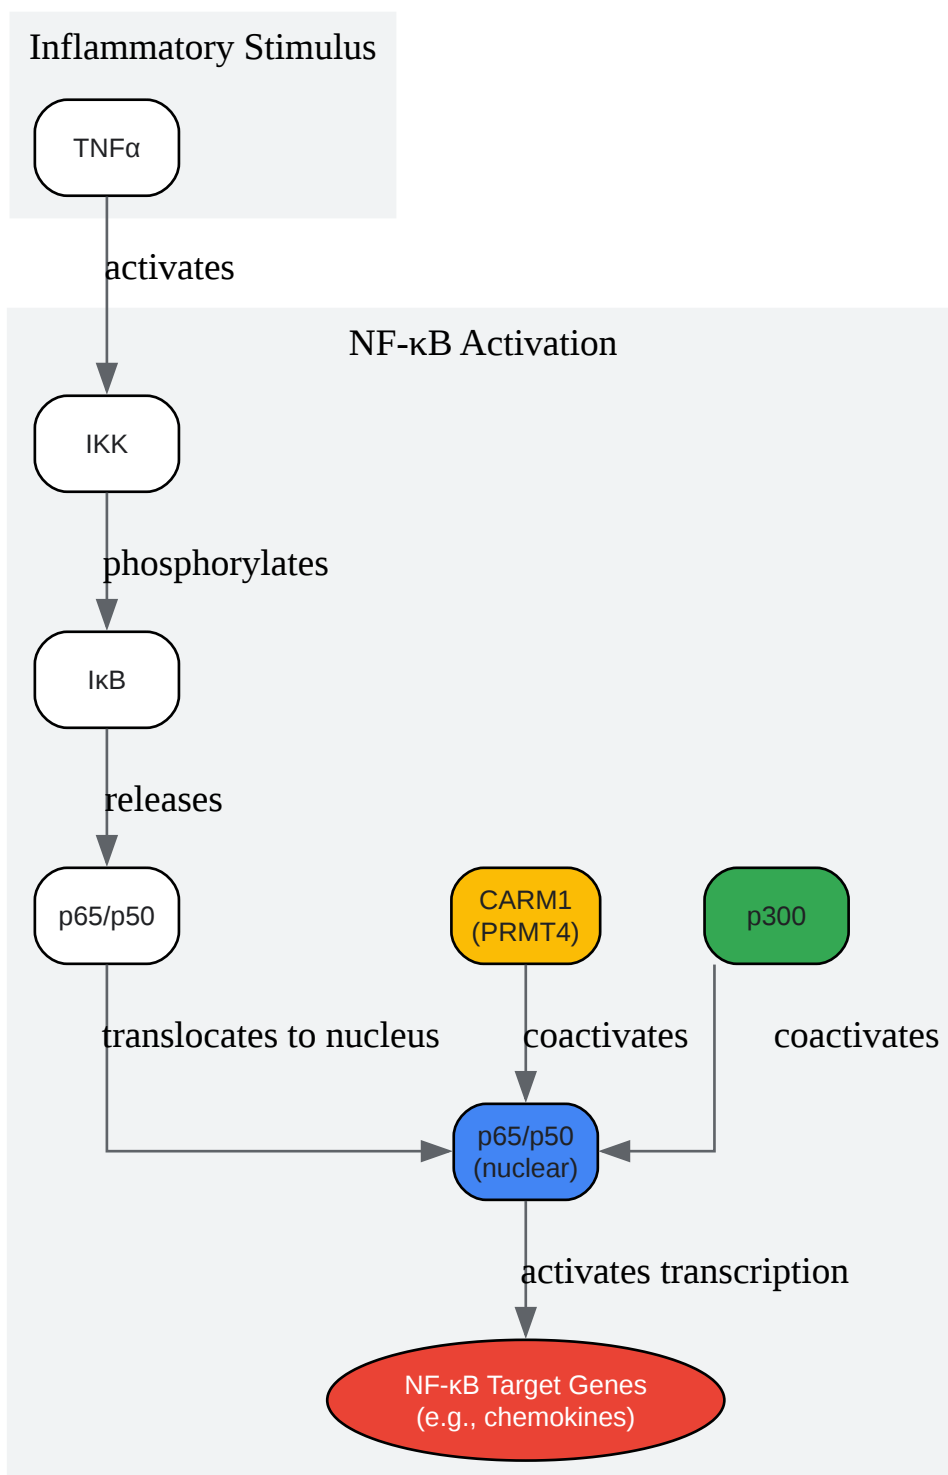 Inflammatory Stimulus
TNFα
activates
NF-κB Activation
IKK
phosphorylates
IκB
releases
p65/p50
CARM1
(PRMT4)
p300
translocates to nucleus
coactivates
coactivates
p65/p50
(nuclear)
activates transcription
NF-κB Target Genes
(e.g., chemokines)